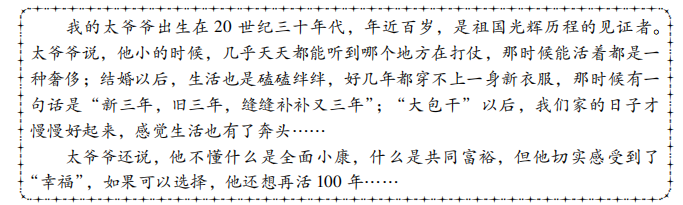 我的太爷爷出生在 20 世纪三十年代，年近百岁，是祖国光辉历程的见证者。
太爷爷说，他小的时候，几乎天天都能听到哪个地方在打仗，那时候能活着都是一
种奢侈；结婚以后，生活也是磕磕绊绊，好几年都穿不上一身新衣服，那时候有一
句话是“新三年，旧三年，缝缝补补又三年”；“大包干”以后，我们家的日子才
慢慢好起来，感觉生活也有了奔头……
太爷爷还说，他不懂什么是全面小康，什么是共同富裕，但他切实感受到了
“幸福”，如果可以选择，他还想再活 100 年……